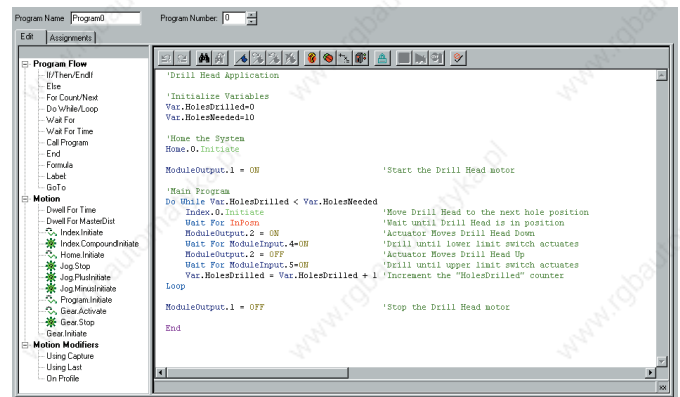 Program Name Program0 Program Number: 0
Edit Assignments
Program Flow
If/Then/EndIf
Else
For Count/Next
Do While/Loop
Wait For
Wait For Time
Call Program
End
Formula
Label:
GoTo
Motion
Dwell For Time
Dwell For MasterDist
Index.Initiate
Index.CompoundInitiate
Home.Initiate
Jog.Stop
Jog.PlusInitiate
Jog.MinusInitiate
Program.Initiate
Gear.Activate
Gear.Stop
Gear.Initiate
Motion Modifiers
Using Capture
Using Last
On Profile
'Drill Head Application
'Initialize Variables
Var.HolesDrilled=0
Var.HolesNeeded=10
'Home the System
Home.0.Initiate
ModuleOutput.1 = ON 'Start the Drill Head motor
'Main Program
Do While Var.HolesDrilled < Var.HolesNeeded
Index.0.Initiate 'Move Drill Head to the next hole position
Wait For InPosn 'Wait until Drill Head is in position
ModuleOutput.2 = ON 'Actuator Moves Drill Head Down
Wait For ModuleInput.4=ON 'Drill until lower limit switch actuates
ModuleOutput.2 = OFF 'Actuator Moves Drill Head Up
Wait For ModuleInput.5=ON 'Drill until upper limit switch actuates
Var.HolesDrilled = Var.HolesDrilled + 1 'Increment the "HolesDrilled" counter
Loop
ModuleOutput.1 = OFF 'Stop the Drill Head motor
End